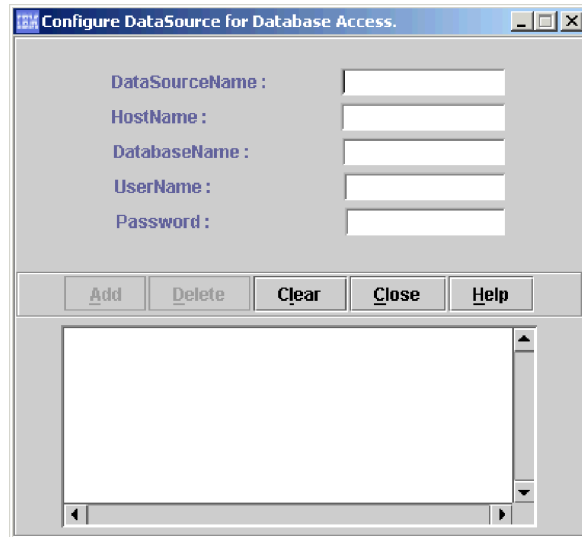 IBM Configure DataSource for Database Access.
DataSourceName :
HostName :
DatabaseName :
UserName :
Password :
Add Delete Clear Close Help